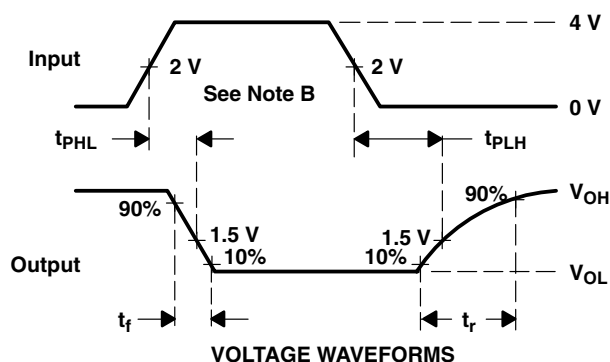 4 V
Input
2 V
2 V
See Note B
0 V
tPHL
tPLH
90%
90%
VOH
1.5 V
1.5 V
10%
10%
Output
VOL
tf
tr
VOLTAGE WAVEFORMS